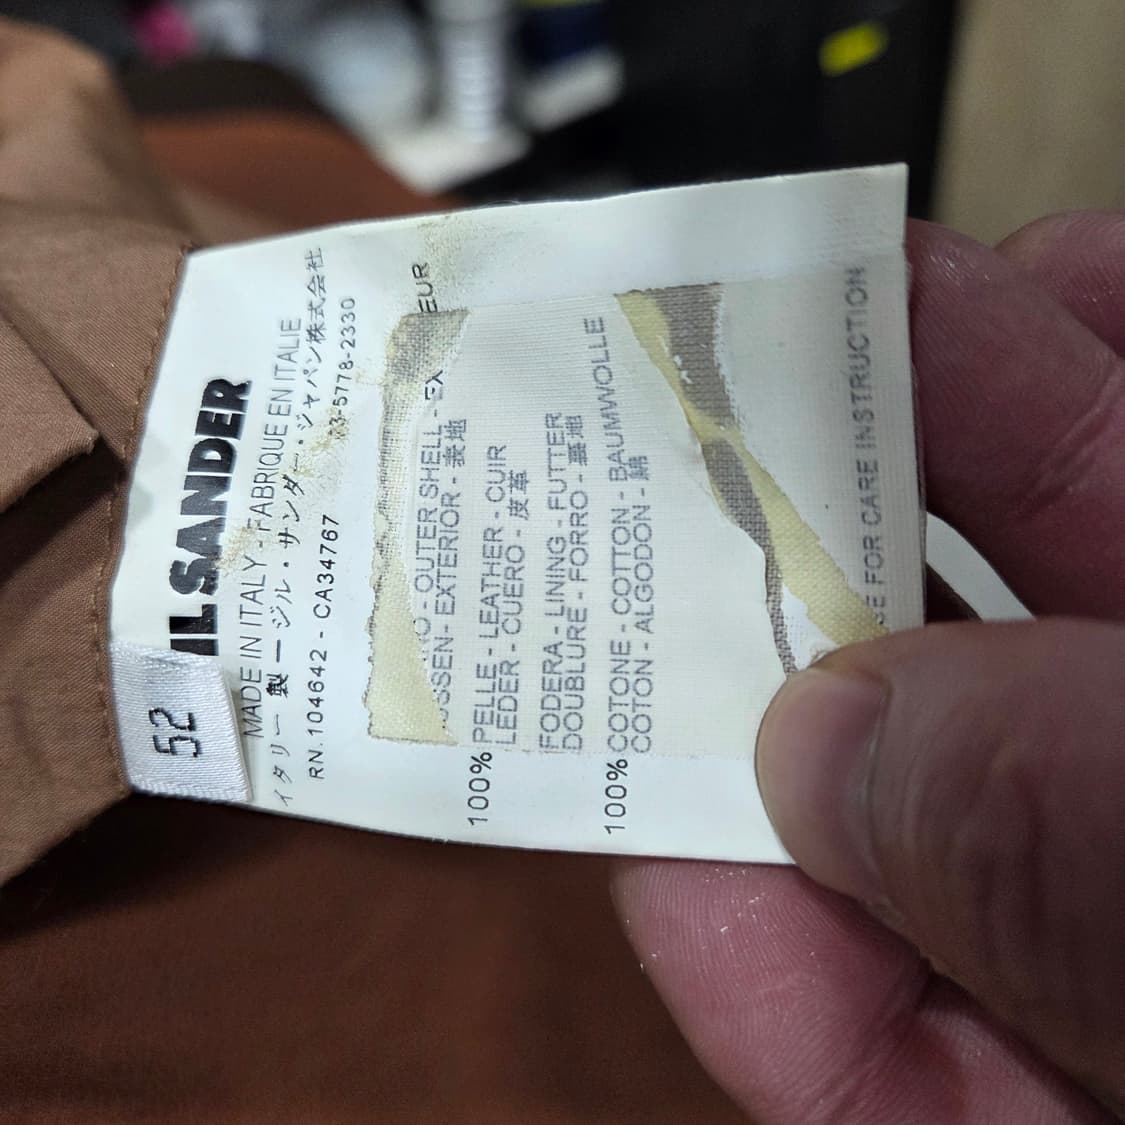 52
JIL SANDER
MADE IN ITALY - FABRIQUE EN ITALIE
イタリー製 ー ジル・サンダー・ジャパン株式会社
RN.104642 - CA34767 3-5778-2330
OUTER SHELL - EX EUR
SSEN - EXTERIOR - 表地
100% PELLE - LEATHER - CUIR
LEDER - CUERO - 皮革
FODERA - LINING - FUTTER
DOUBLURE - FORRO - 裏地
100% COTONE - COTTON - BAUMWOLLE
COTON - ALGODON - 綿
FOR CARE INSTRUCTION